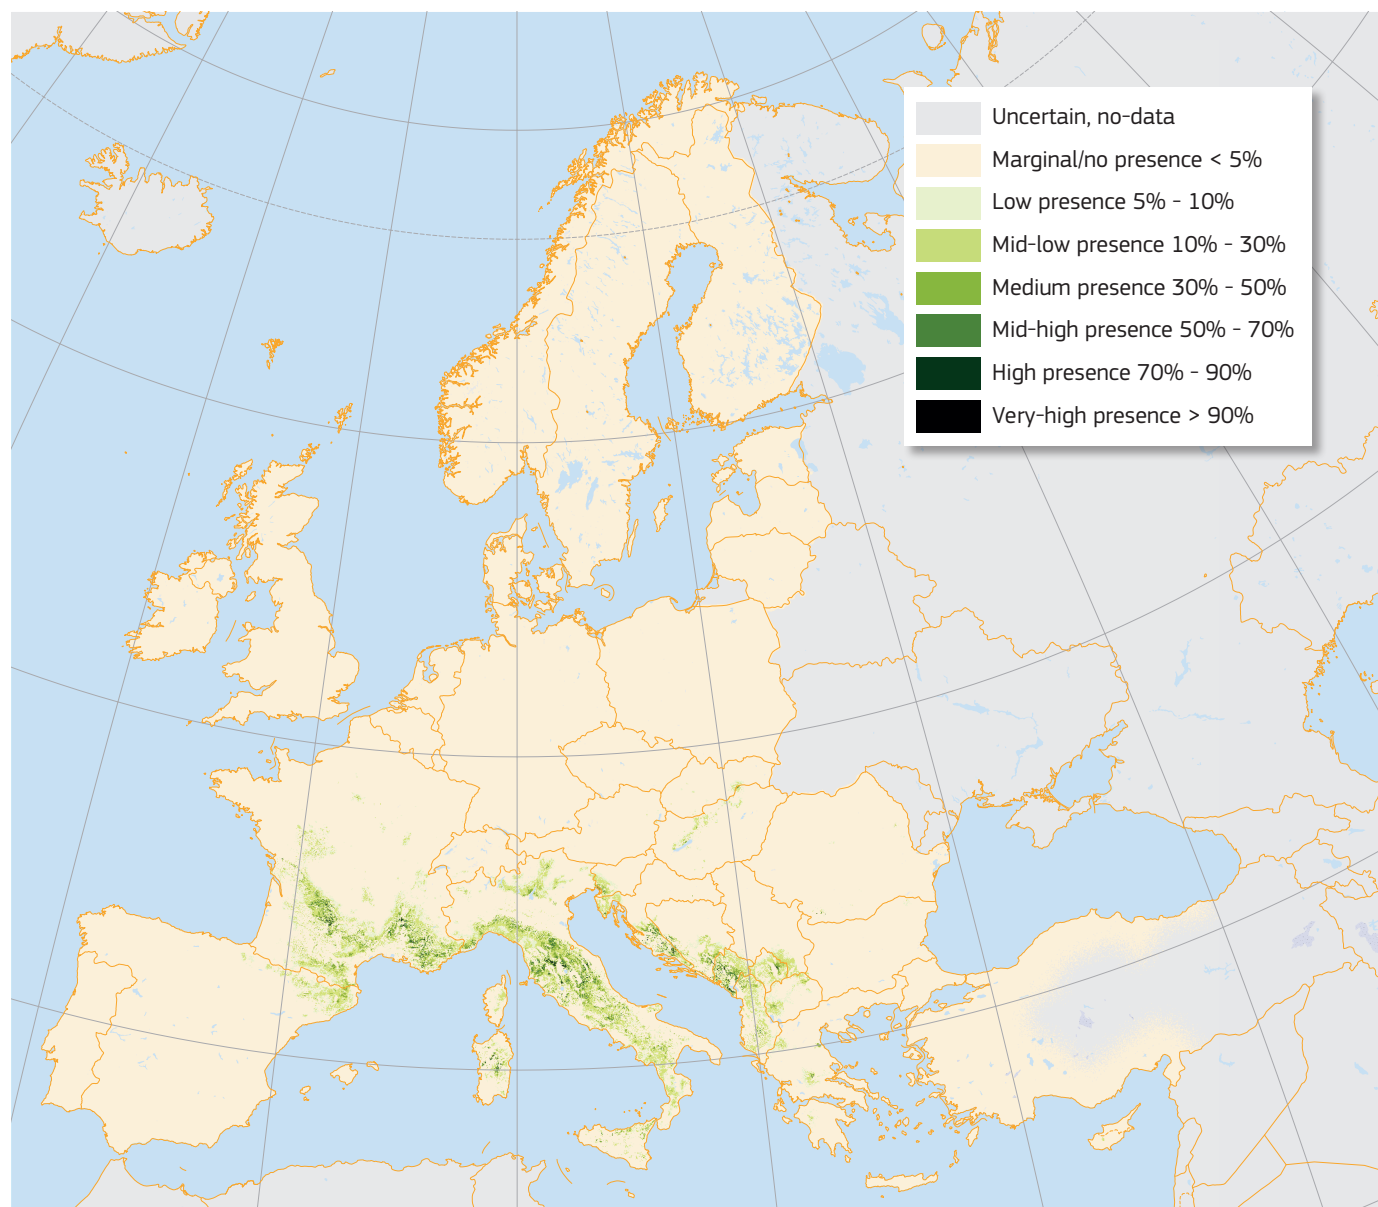 Uncertain, no-data
Marginal/no presence < 5%
Low presence 5% - 10%
Mid-low presence 10% - 30%
Medium presence 30% - 50%
Mid-high presence 50% - 70%
High presence 70% - 90%
Very-high presence > 90%